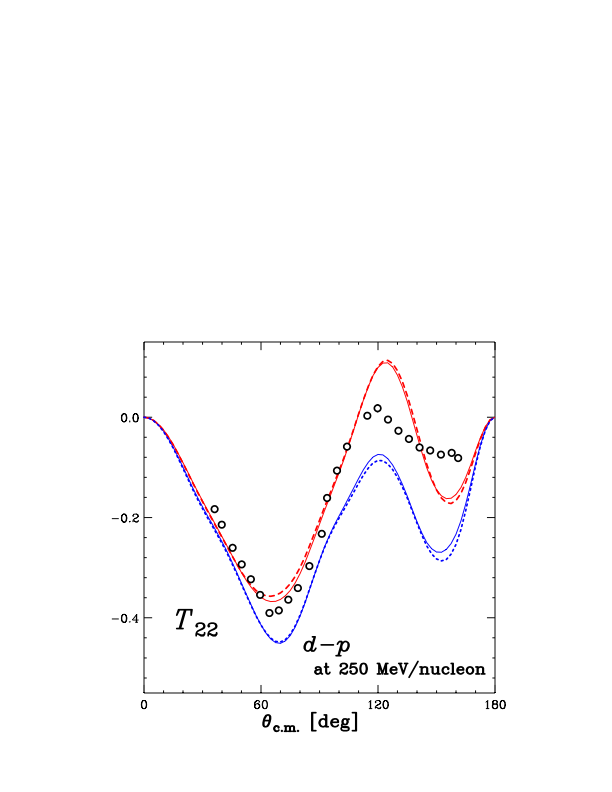 0.0
−0.2
−0.4
T22
d−p
at 250 MeV/nucleon
0 60 120 180
θc.m. [deg]